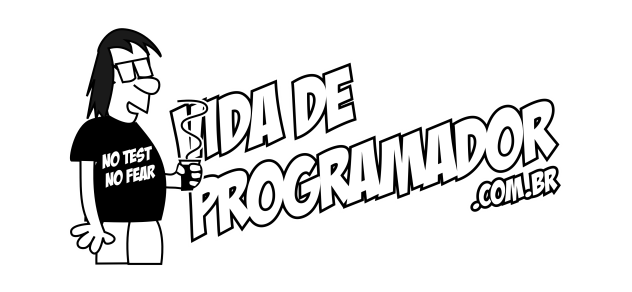 NO TEST
NO FEAR
VIDA DE
PROGRAMADOR
.COM.BR